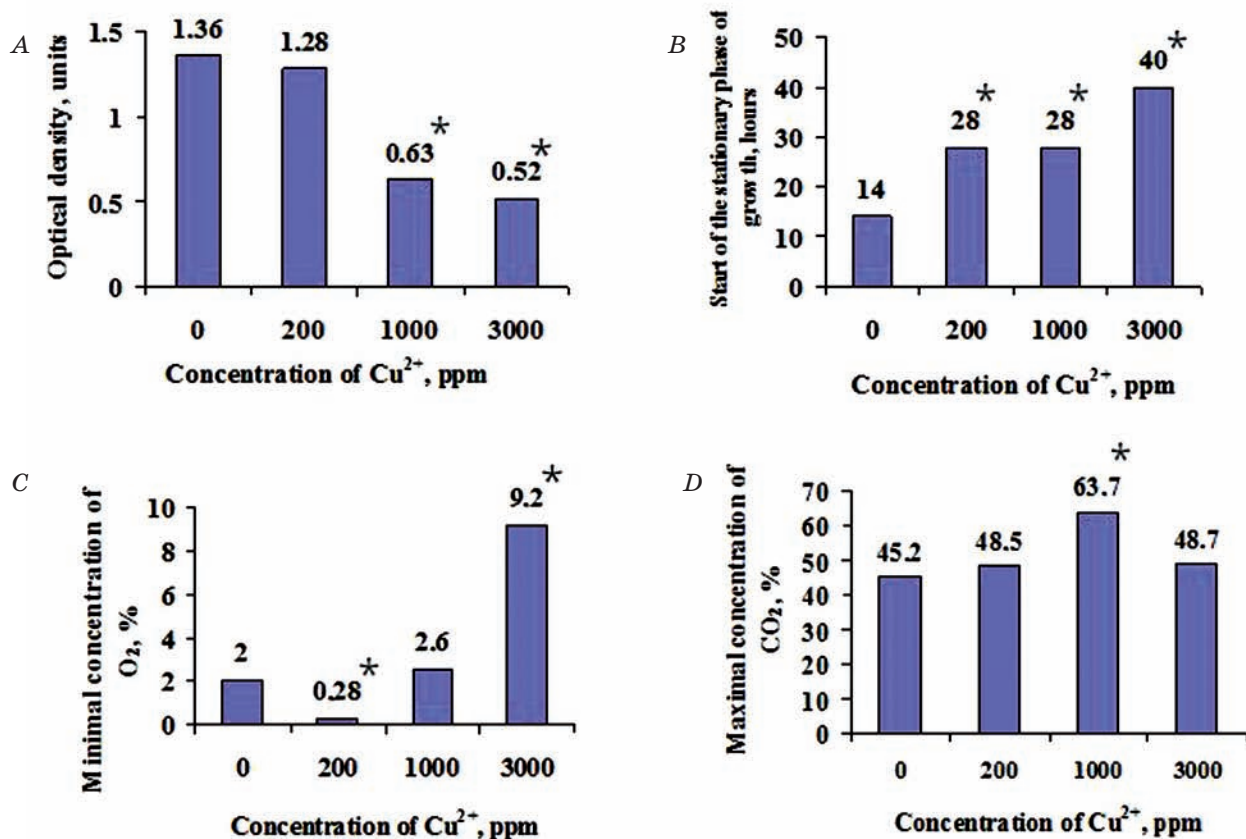 A
Optical density, units
1.5
1
0.5
0
1.36
1.28
0.63*
0.52*
0 200 1000 3000
Concentration of Cu²⁺, ppm
B
Start of the stationary phase of
grow th, hours
50
40
30
20
10
0
14
28*
28*
40*
0 200 1000 3000
Concentration of Cu²⁺, ppm
C
Minimal concentration of
O₂, %
10
8
6
4
2
0
2
0.28*
2.6
9.2*
0 200 1000 3000
Concentration of Cu²⁺, ppm
D
Maximal concentration of
CO₂, %
70
60
50
40
30
20
10
0
45.2
48.5
63.7*
48.7
0 200 1000 3000
Concentration of Cu²⁺, ppm